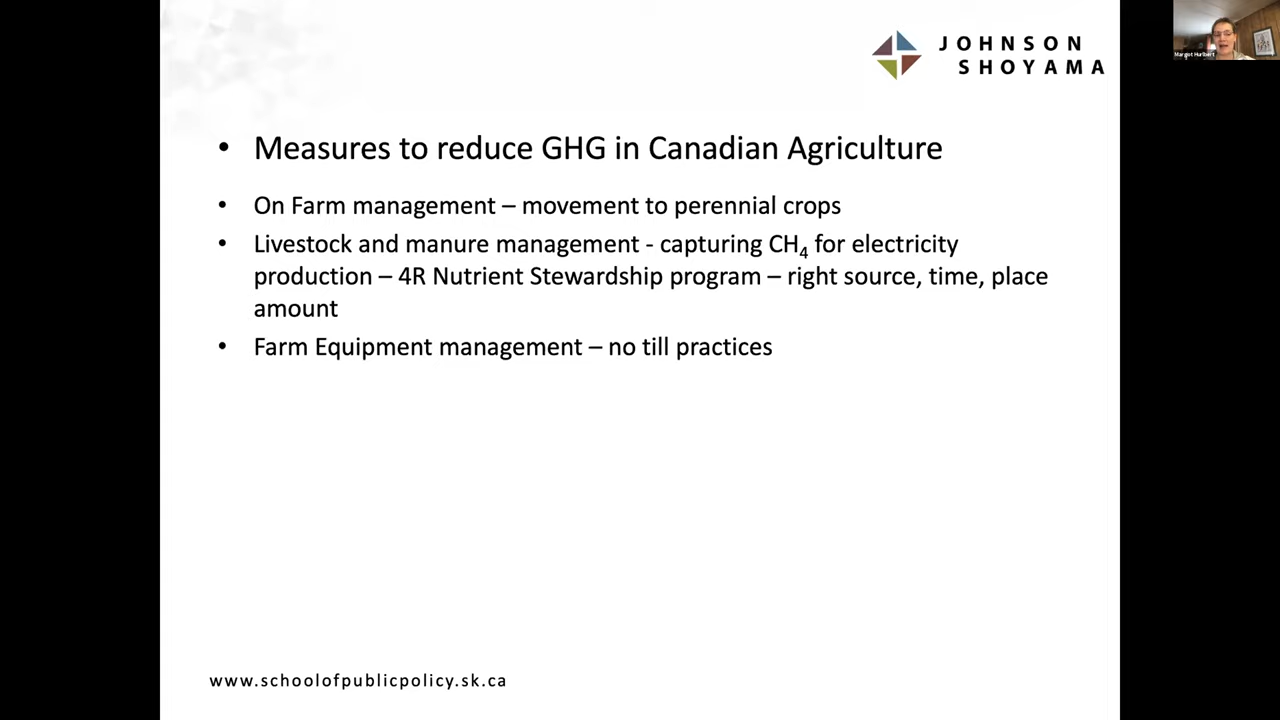 JOHNSON
SHOYAMA
Margot Hurlbert
• Measures to reduce GHG in Canadian Agriculture
• On Farm management – movement to perennial crops
• Livestock and manure management - capturing CH₄ for electricity
production – 4R Nutrient Stewardship program – right source, time, place
amount
• Farm Equipment management – no till practices
www.schoolofpublicpolicy.sk.ca